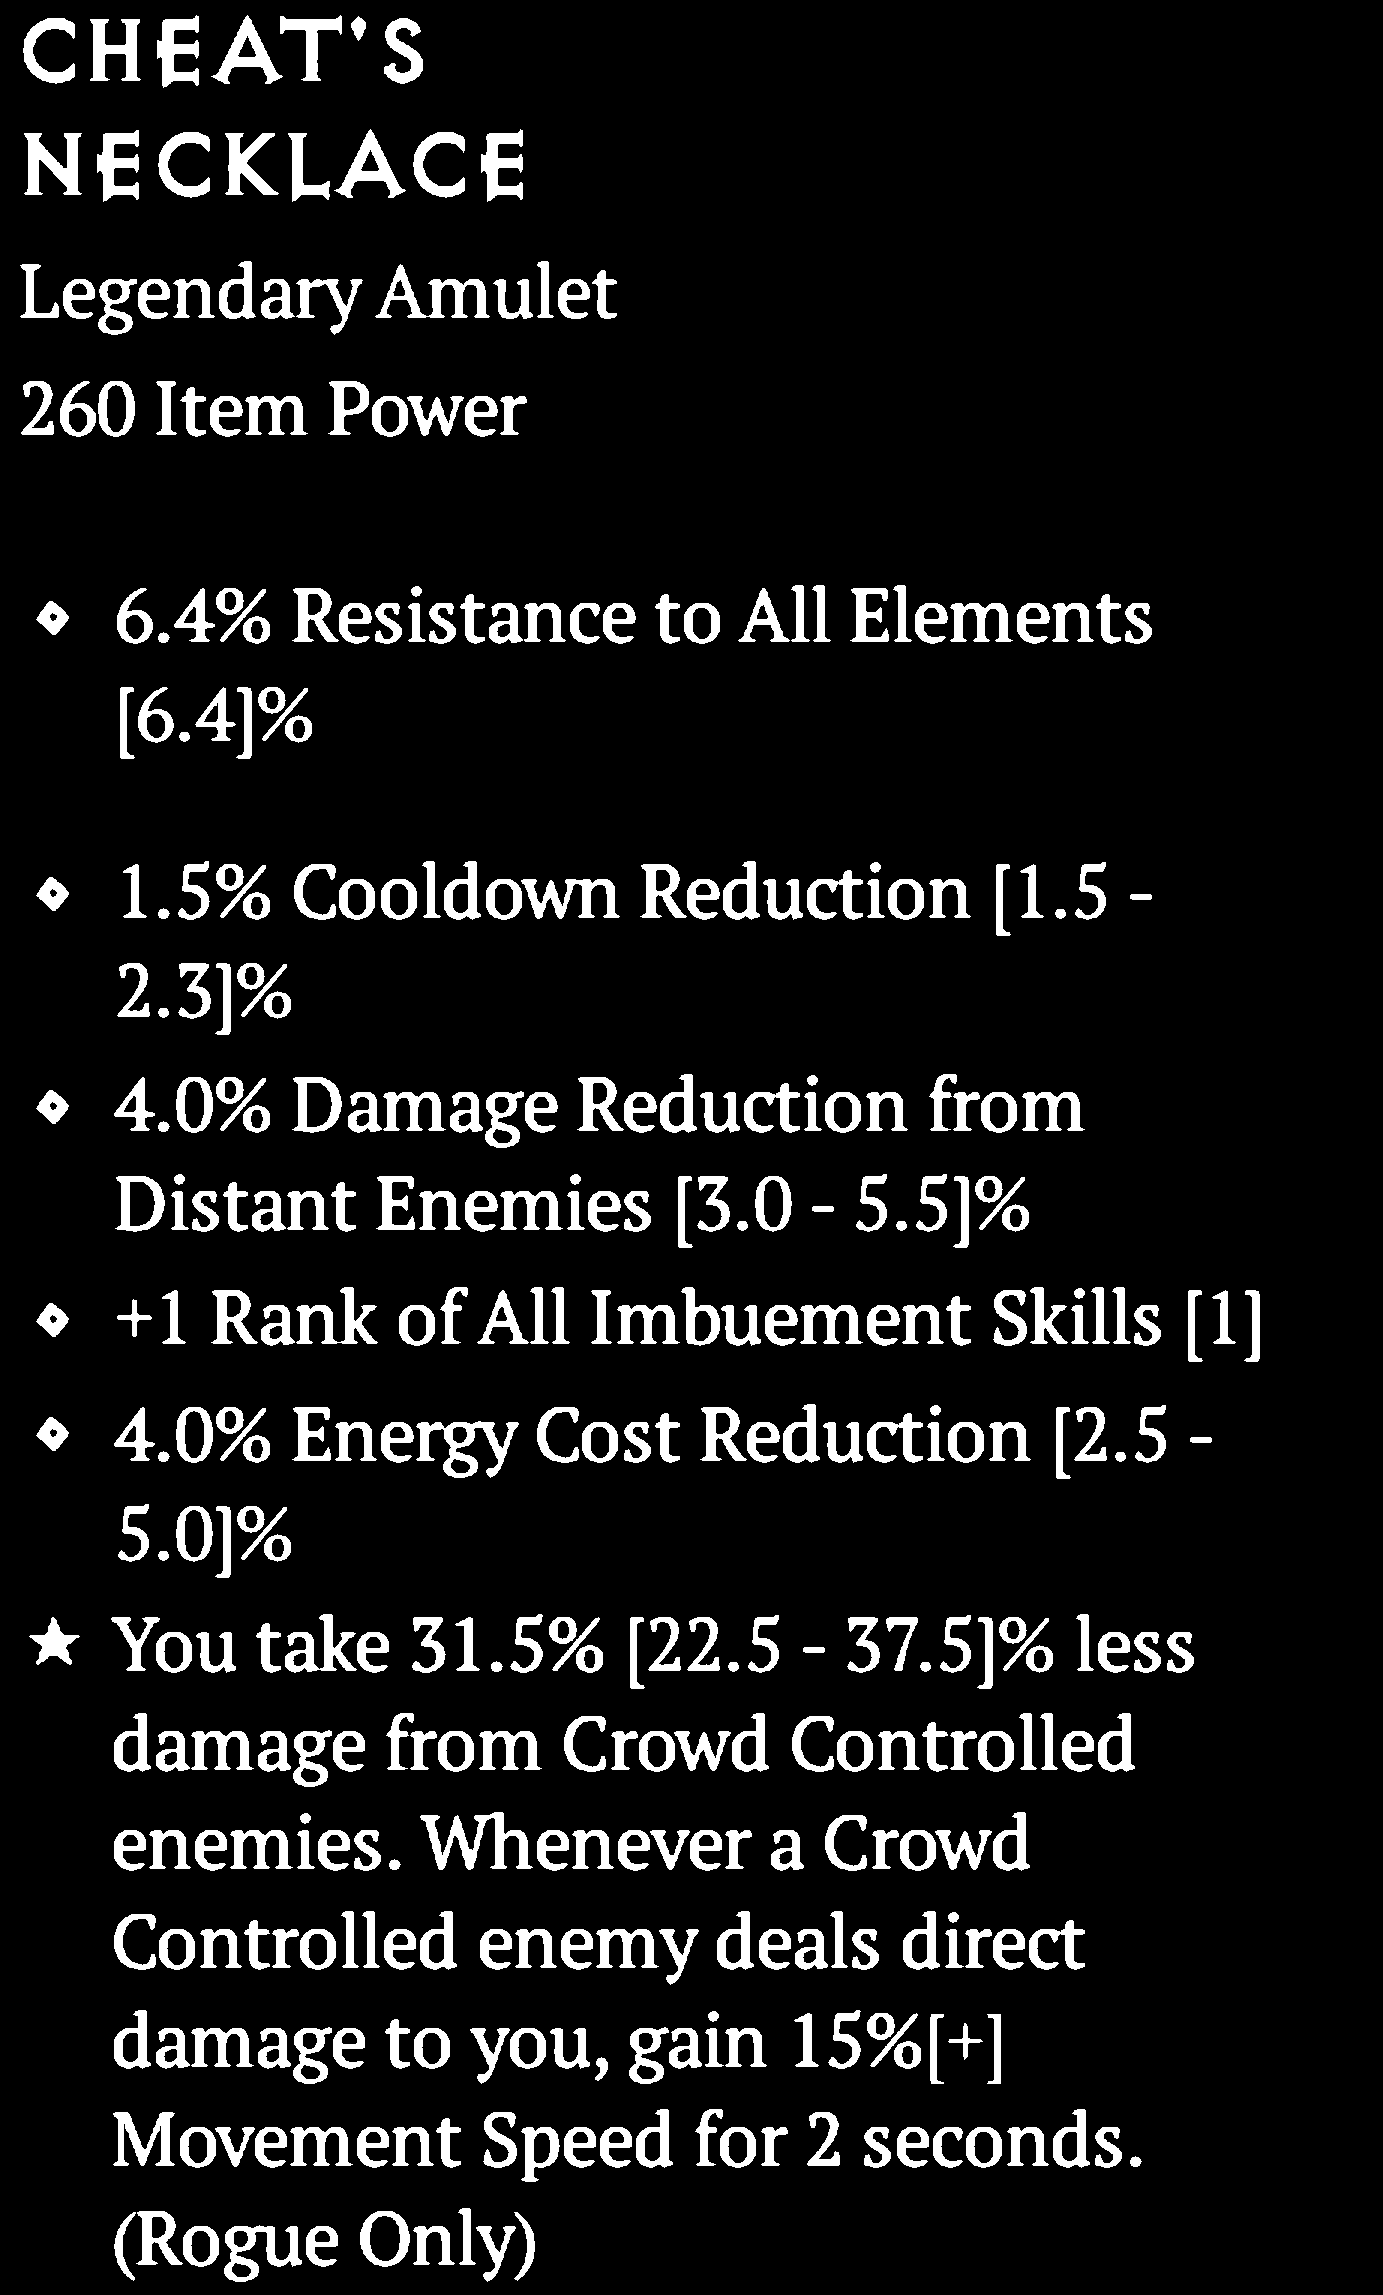 CHEAT'S
NECKLACE
Legendary Amulet
260 Item Power
6.4% Resistance to All Elements
[6.4]%
1.5% Cooldown Reduction [1.5 -
2.3]%
4.0% Damage Reduction from
Distant Enemies [3.0 - 5.5]%
+1 Rank of All Imbuement Skills [1]
4.0% Energy Cost Reduction [2.5 -
5.0]%
You take 31.5% [22.5 - 37.5]% less
damage from Crowd Controlled
enemies. Whenever a Crowd
Controlled enemy deals direct
damage to you, gain 15%[+]
Movement Speed for 2 seconds.
(Rogue Only)